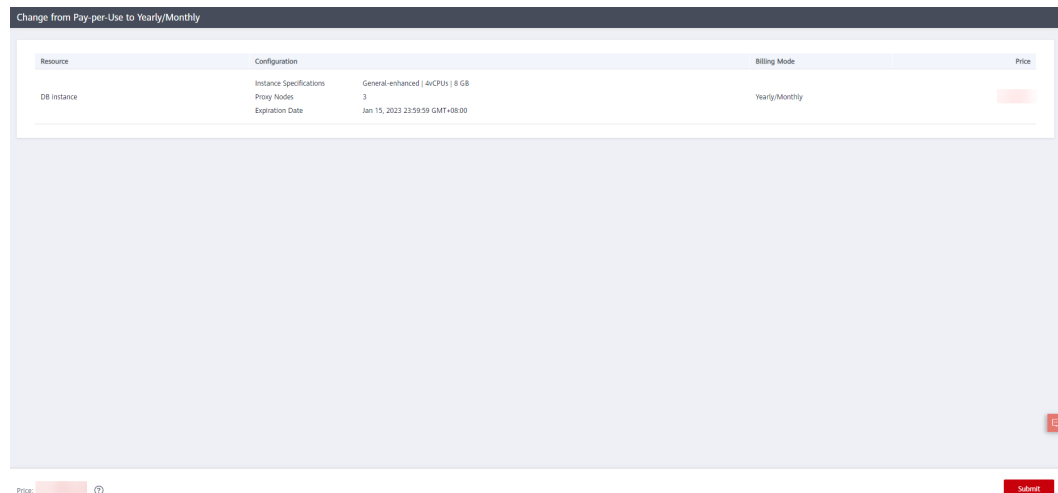 Change from Pay-per-Use to Yearly/Monthly
Resource Configuration Billing Mode Price
Instance Specifications General-enhanced | 4vCPUs | 8 GB
DB Instance Proxy Nodes 3 Yearly/Monthly
Expiration Date Jan 15, 2023 23:59:59 GMT+08:00
Price: ?
Submit